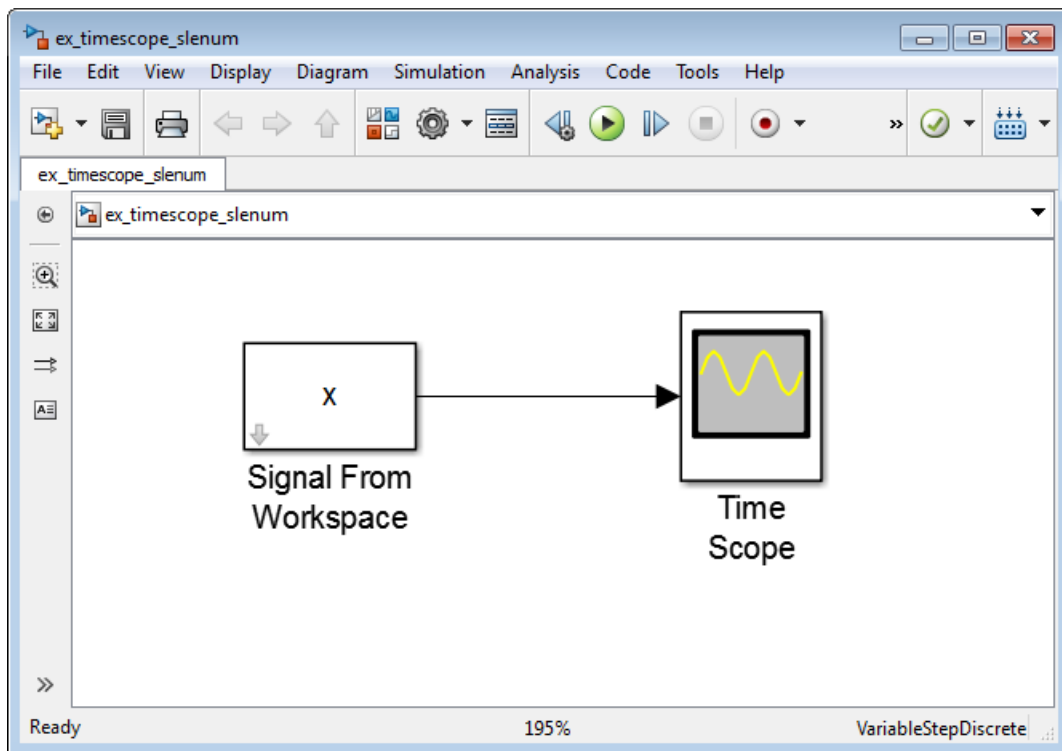 ex_timescope_slenum
File Edit View Display Diagram Simulation Analysis Code Tools Help
»
ex_timescope_slenum
ex_timescope_slenum
A
X
Signal From
Workspace
Time
Scope
»
Ready 195% VariableStepDiscrete